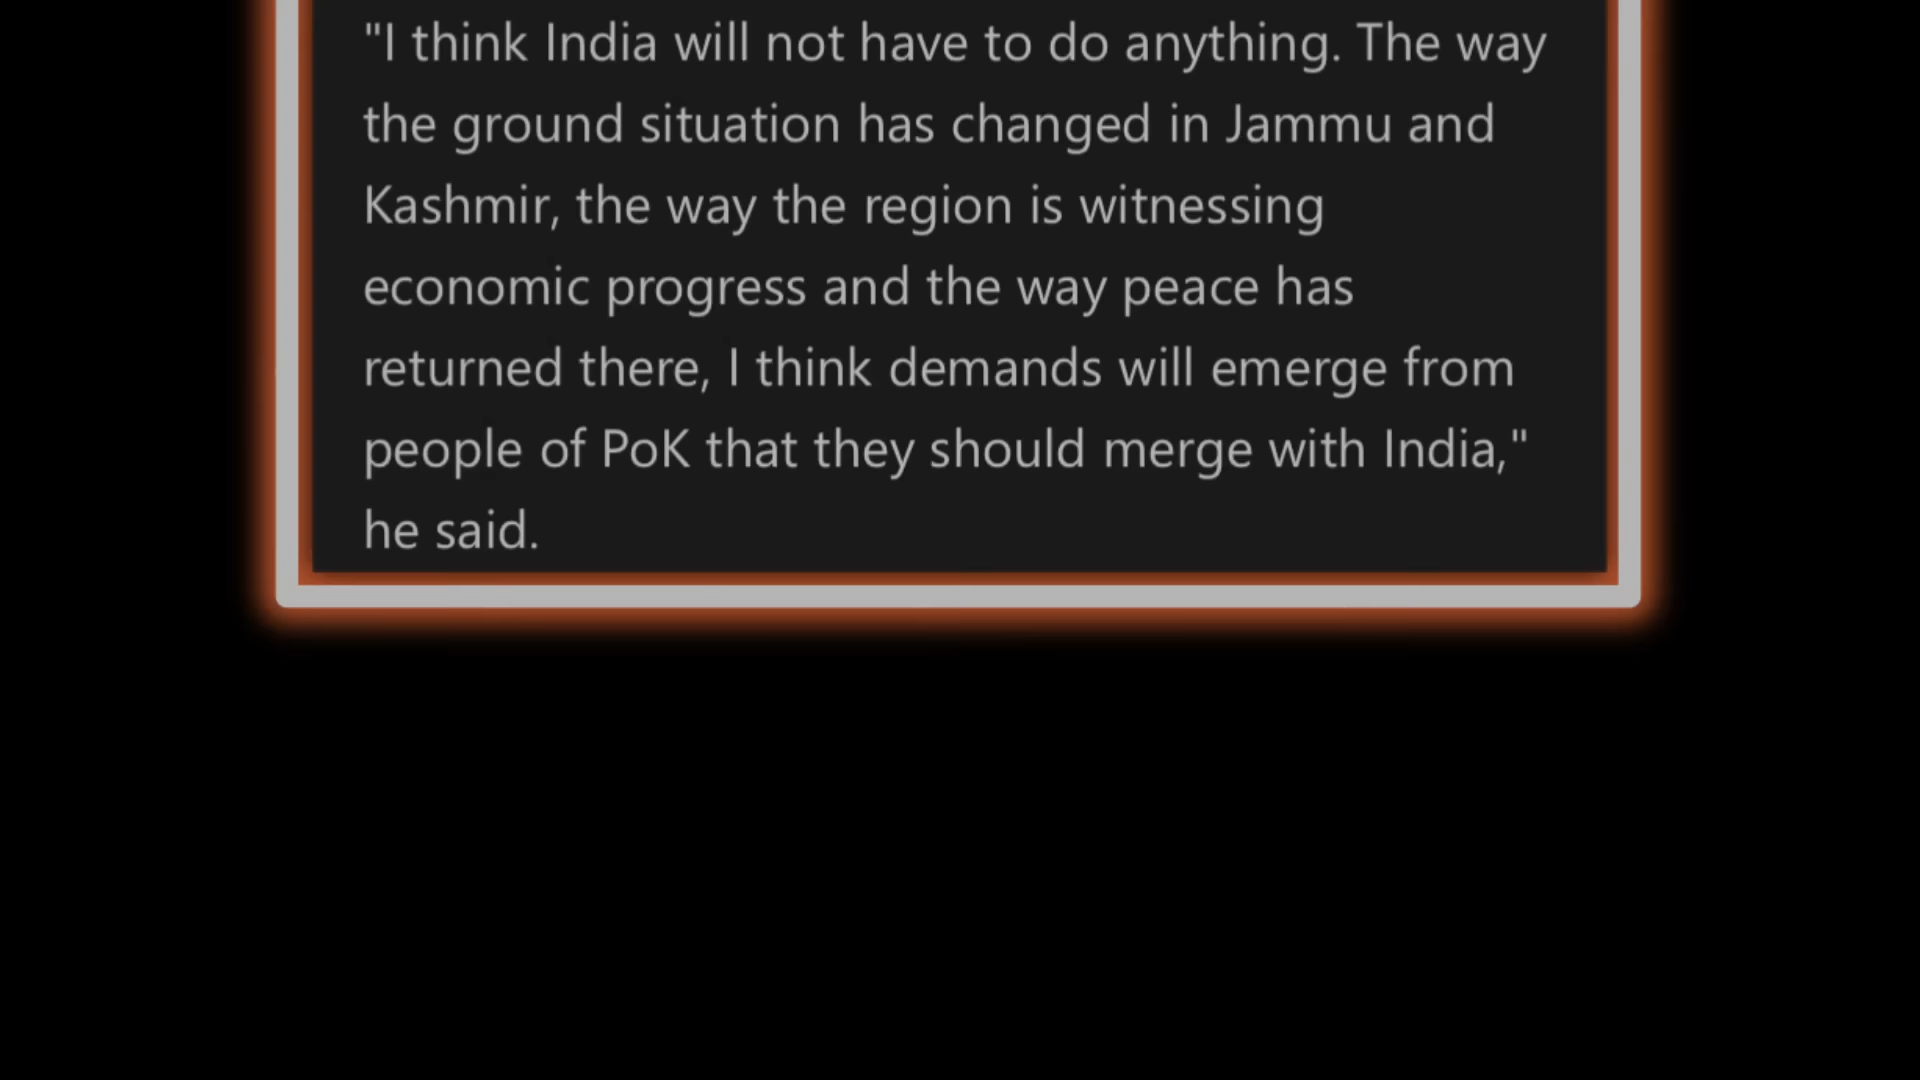 "I think India will not have to do anything. The way
the ground situation has changed in Jammu and
Kashmir, the way the region is witnessing
economic progress and the way peace has
returned there, I think demands will emerge from
people of PoK that they should merge with India,"
he said.